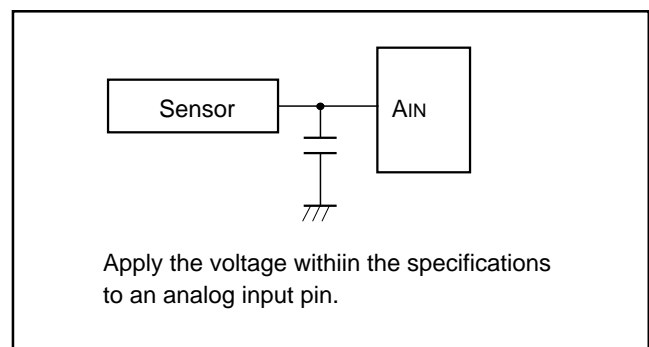 Sensor
AIN
Apply the voltage withiin the specifications
to an analog input pin.